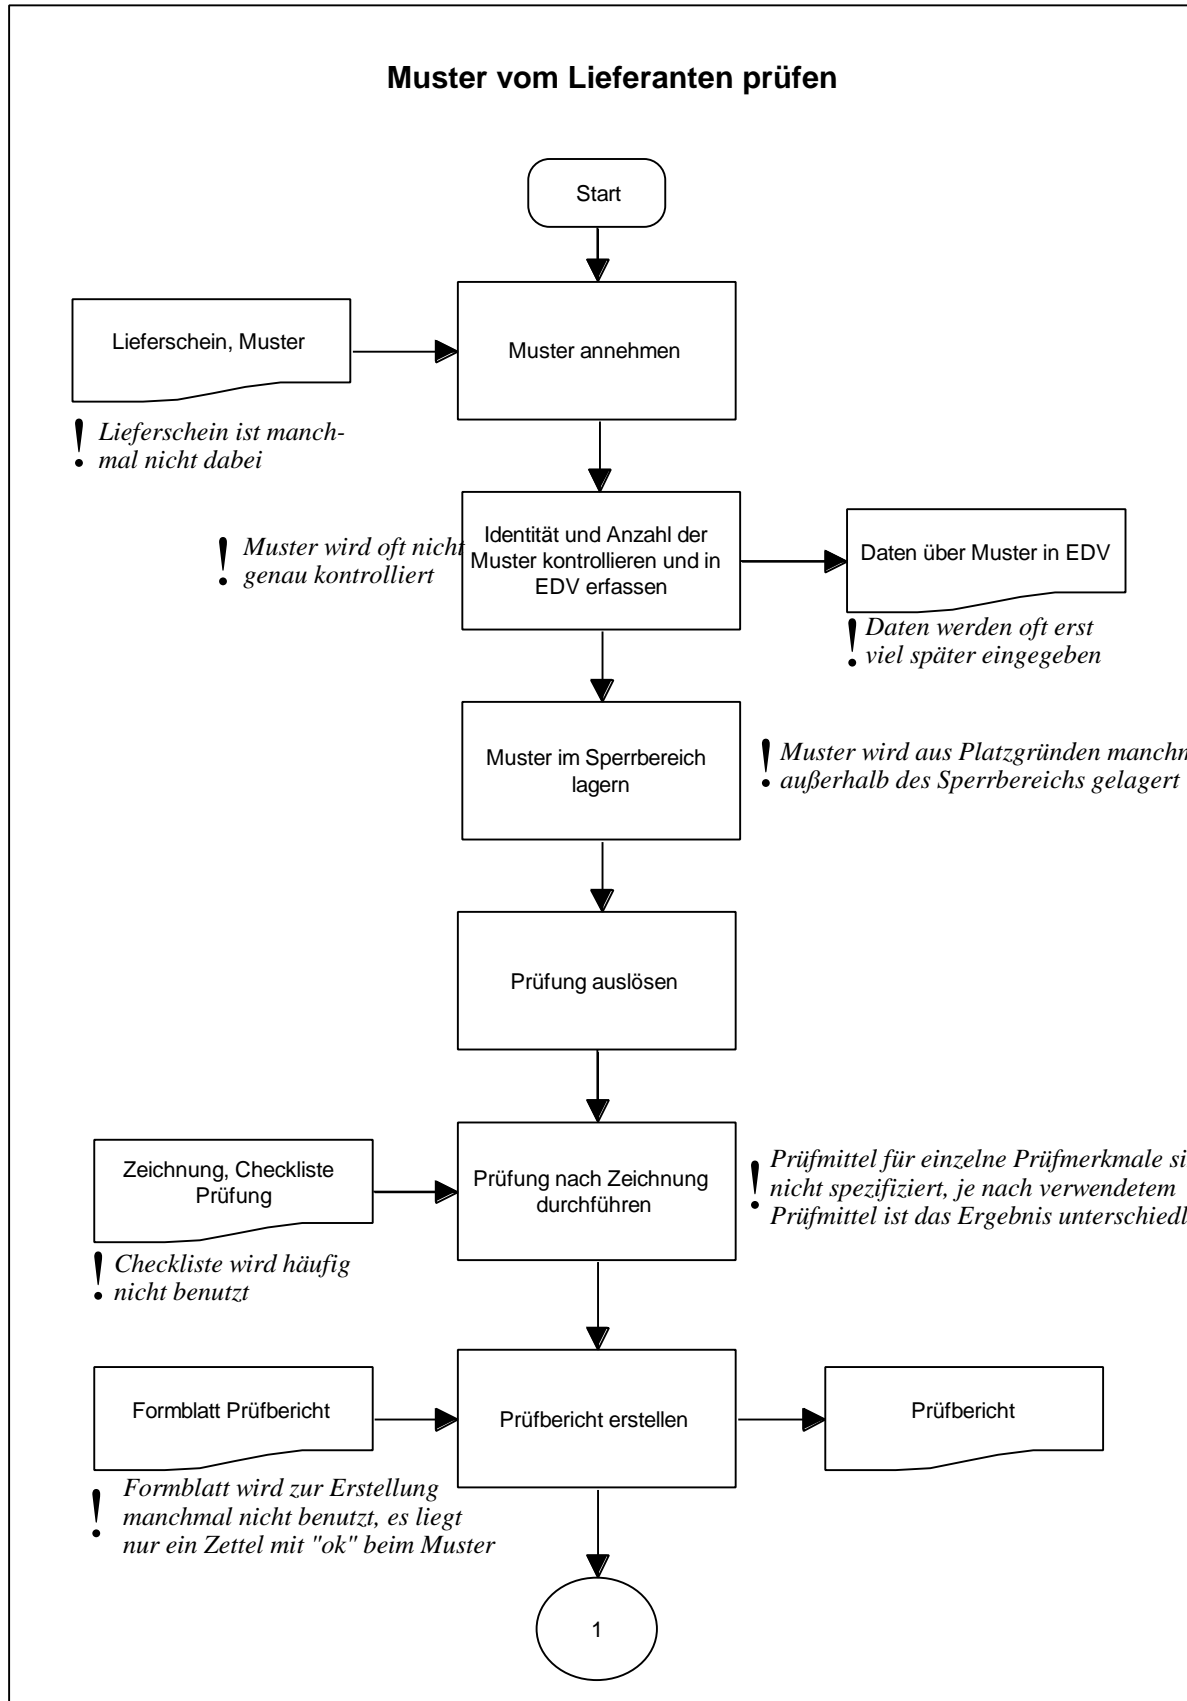 Muster vom Lieferanten prüfen
Start
Lieferschein, Muster
Muster annehmen
! Lieferschein ist manch-
mal nicht dabei
Identität und Anzahl der
Muster kontrollieren und in
EDV erfassen
! Muster wird oft nicht
genau kontrolliert
Daten über Muster in EDV
! Daten werden oft erst
viel später eingegeben
Muster im Sperrbereich
lagern
! Muster wird aus Platzgründen
außerhalb des Sperrbereichs gelagert
Prüfung auslösen
Zeichnung, Checkliste
Prüfung
Prüfung nach Zeichnung
durchführen
! Prüfmittel für einzelne Prüfmerkmale
nicht spezifiziert, je nach verwendetem
Prüfmittel ist das Ergebnis
! Checkliste wird häufig
nicht benutzt
Formblatt Prüfbericht
Prüfbericht erstellen
Prüfbericht
! Formblatt wird zur Erstellung
manchmal nicht benutzt, es liegt
nur ein Zettel mit "ok" beim Muster
1